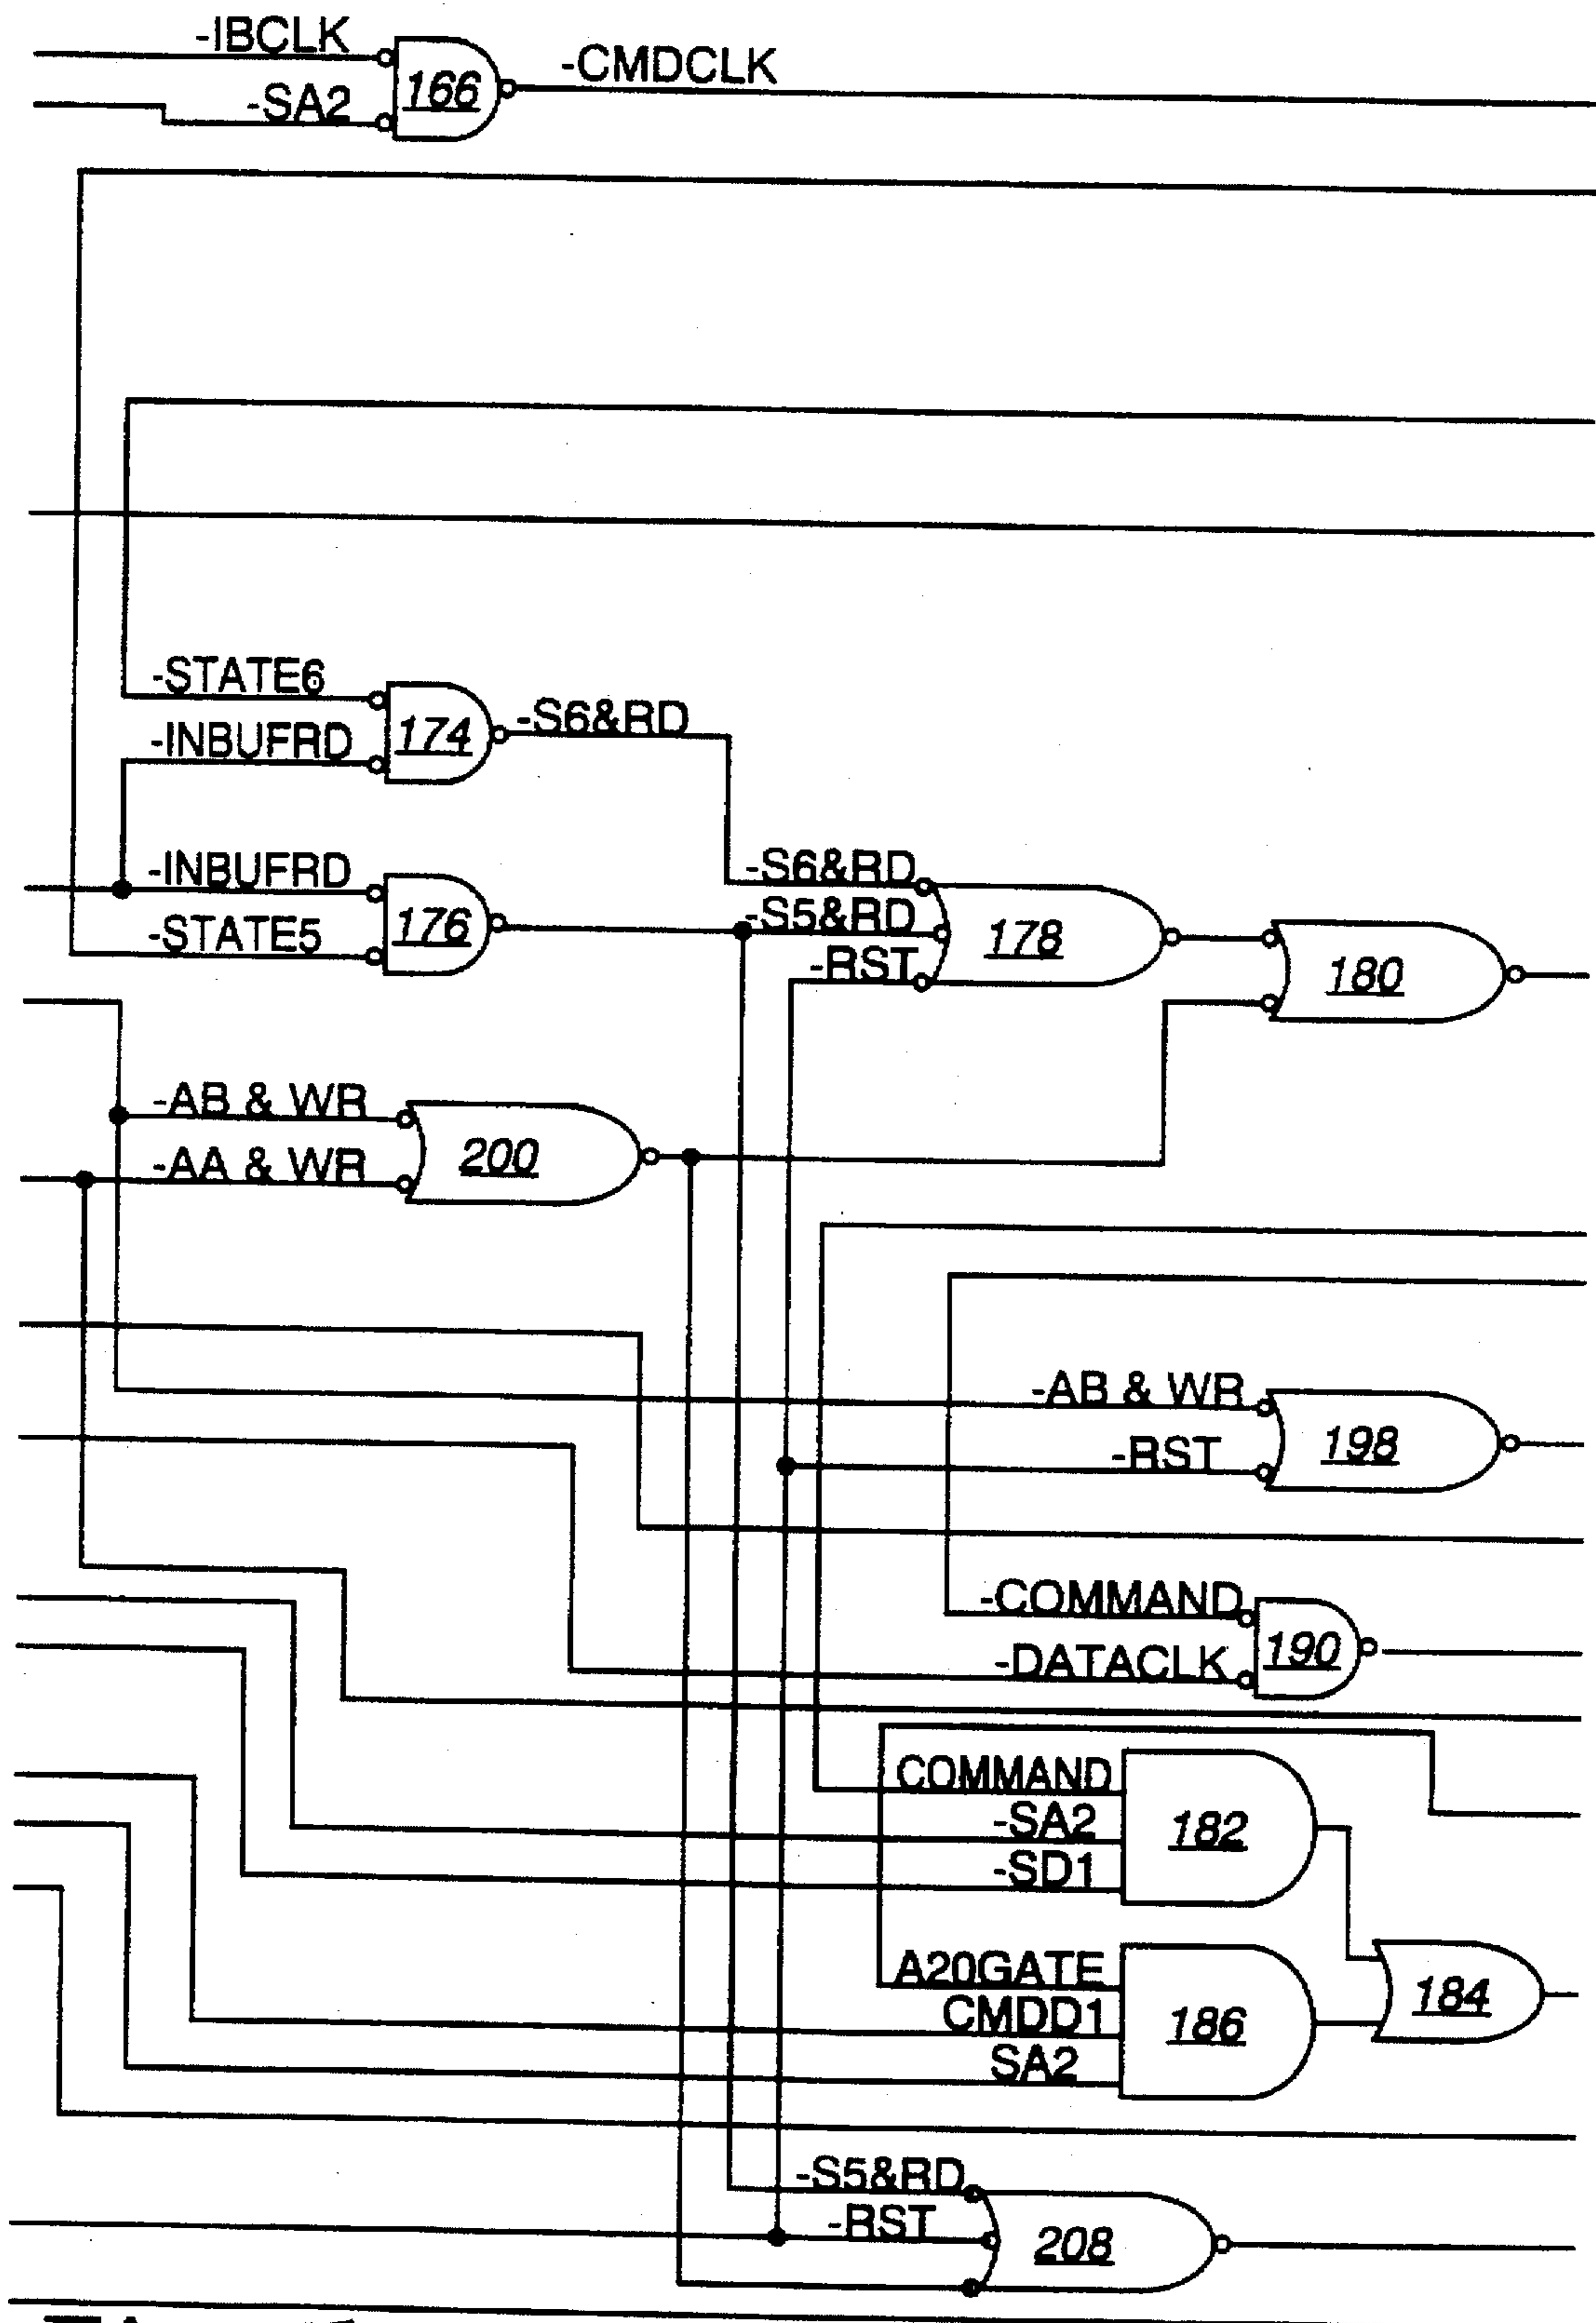 -IBCLK
166
-CMDCLK
-SA2
-STATE6
-INBUFRD
174
-S6&RD
-INBUFRD
-STATE5
176
-S6&RD
-S5&RD
-RST
178
180
-AB & WR
-AA & WR
200
-AB & WR
-RST
198
-COMMAND
-DATACLK
190
COMMAND
-SA2
-SD1
182
A20GATE
CMDD1
SA2
186
184
-S5&RD
-RST
208